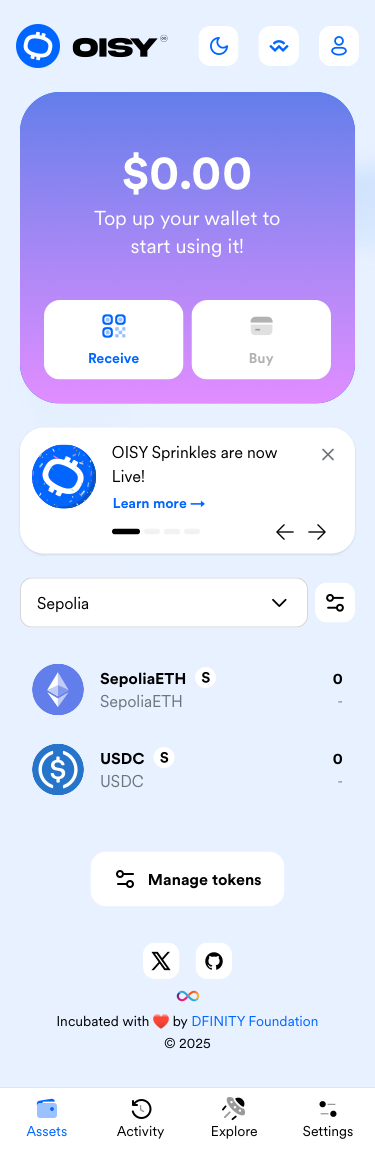 OISY
$0.00
Top up your wallet to
start using it!
Receive
Buy
OISY Sprinkles are now
Live!
Learn more →
Sepolia
SepoliaETH S 0
SepoliaETH -
USDC S 0
USDC -
Manage tokens
Incubated with ❤️ by DFINITY Foundation
© 2025
Assets
Activity
Explore
Settings